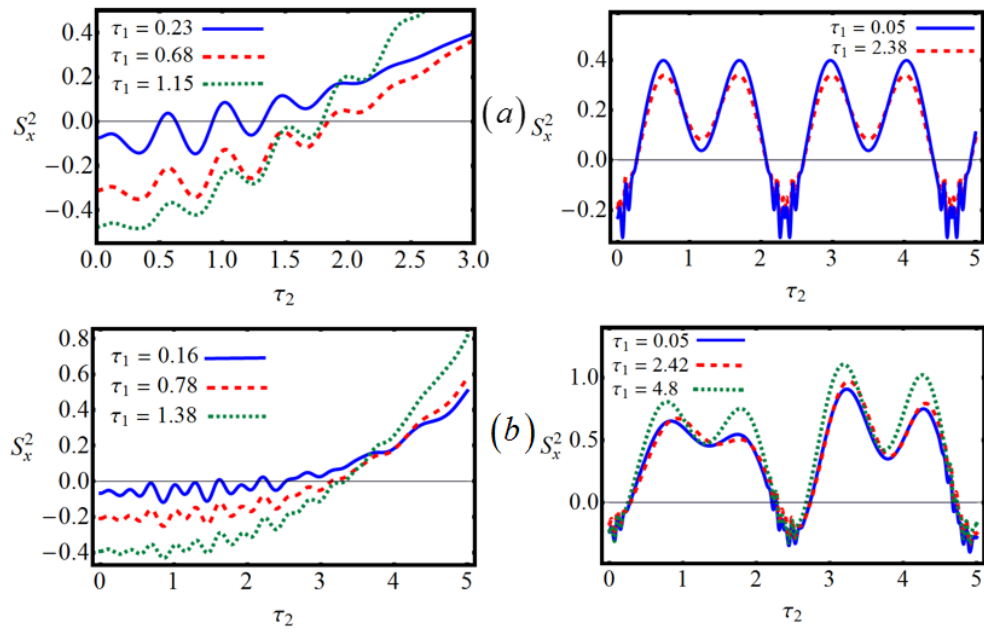 0.4
0.2
0.0
−0.2
−0.4
S_x^2
τ₁ = 0.23
τ₁ = 0.68
τ₁ = 1.15
0.0 0.5 1.0 1.5 2.0 2.5 3.0
τ₂
(a)
0.4
0.2
0.0
−0.2
S_x^2
τ₁ = 0.05
τ₁ = 2.38
0 1 2 3 4 5
τ₂
0.8
0.6
0.4
0.2
0.0
−0.2
−0.4
S_x^2
τ₁ = 0.16
τ₁ = 0.78
τ₁ = 1.38
0 1 2 3 4 5
τ₂
(b)
1.0
0.5
0.0
S_x^2
τ₁ = 0.05
τ₁ = 2.42
τ₁ = 4.8
0 1 2 3 4 5
τ₂